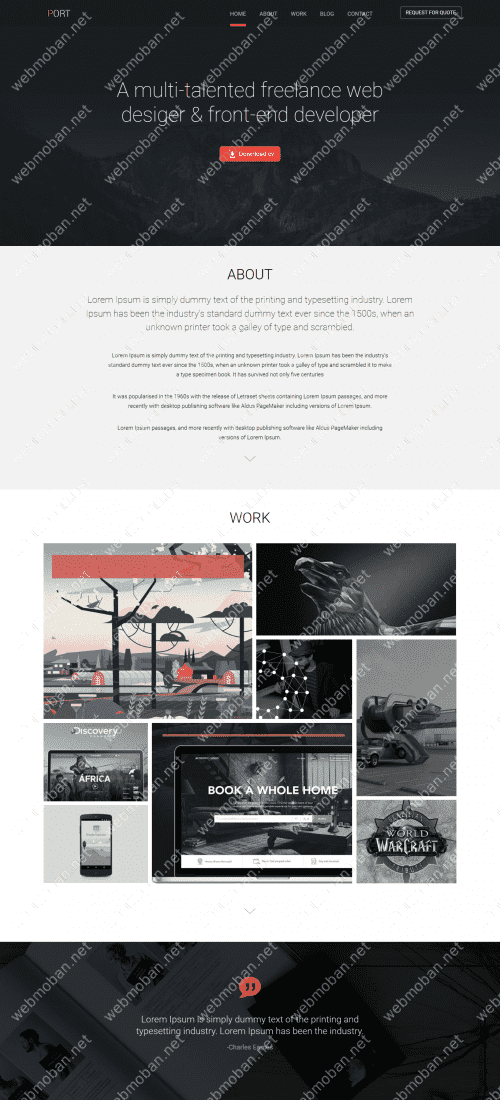 PORT
HOME ABOUT WORK BLOG CONTACT REQUEST FOR QUOTE
A multi-talented freelance web
desiger & front-end developer
Download cv
ABOUT
Lorem Ipsum is simply dummy text of the printing and typesetting industry. Lorem
Ipsum has been the industry's standard dummy text ever since the 1500s, when an
unknown printer took a galley of type and scrambled.
Lorem Ipsum is simply dummy text of the printing and typesetting industry. Lorem Ipsum has been the industry's
standard dummy text ever since the 1500s, when an unknown printer took a galley of type and scrambled it to make
a type specimen book. It has survived not only five centuries
It was popularised in the 1960s with the release of Letraset sheets containing Lorem Ipsum passages, and more
recently with desktop publishing software like Aldus PageMaker including versions of Lorem Ipsum.
Lorem Ipsum passages, and more recently with desktop publishing software like Aldus PageMaker including
versions of Lorem Ipsum.
WORK
Discovery
AFRICA
BOOK A WHOLE HOME
WORLD
WARCRAFT
Lorem Ipsum is simply dummy text of the printing and
typesetting industry. Lorem Ipsum has been the industry.
-Charles Eames
webmoban.net